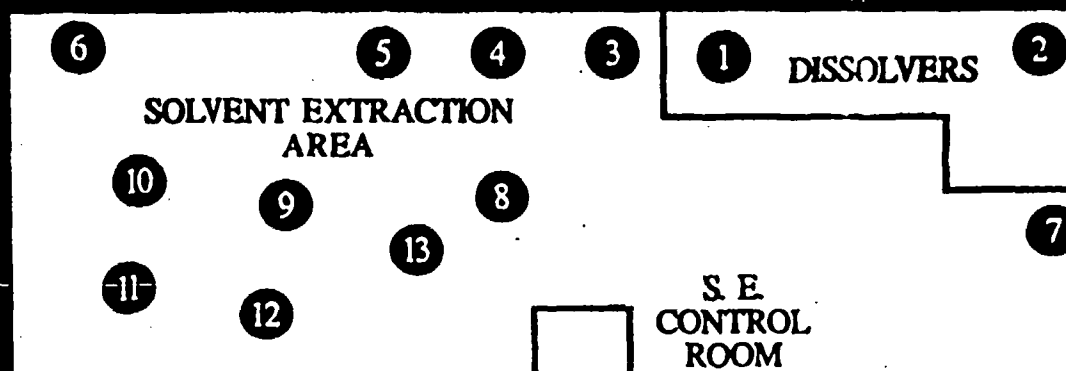 6 5 4 3 1 DISSOLVERS 2
SOLVENT EXTRACTION
AREA
10 9 8
13 7
11 12
S. E.
CONTROL
ROOM